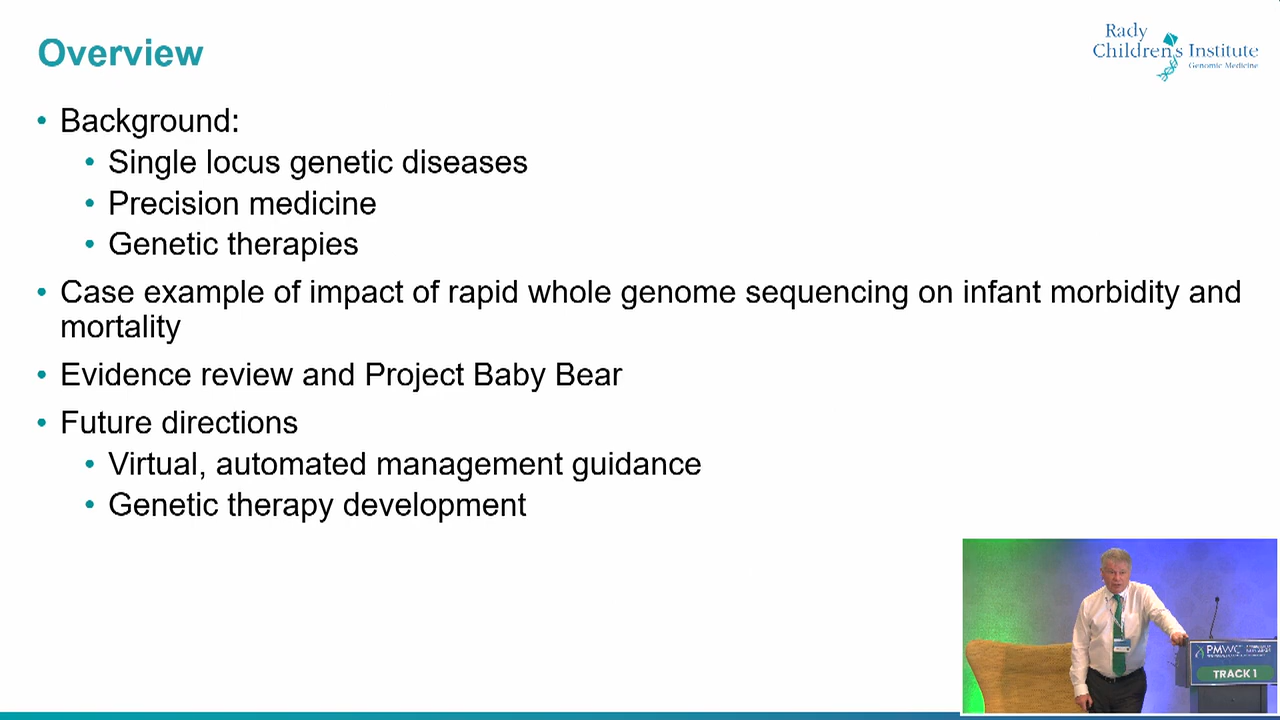 Overview
Rady
Children's Institute
Genomic Medicine
• Background:
• Single locus genetic diseases
• Precision medicine
• Genetic therapies
• Case example of impact of rapid whole genome sequencing on infant morbidity and
mortality
• Evidence review and Project Baby Bear
• Future directions
• Virtual, automated management guidance
• Genetic therapy development
PMWC
TRACK 1